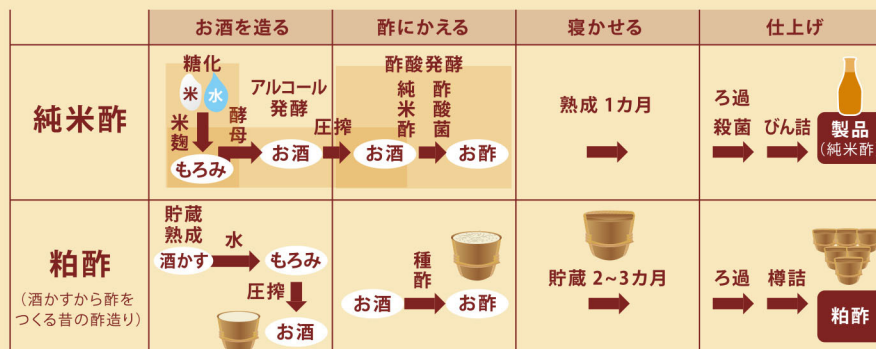 お酒を造る
酢にかえる
寝かせる
仕上げ
純米酢
糖化
米
水
米麹
もろみ
酵母
アルコール
発酵
お酒
圧搾
酢酸発酵
純米酢
酢酸菌
お酒
お酢
熟成 1カ月
ろ過
殺菌
びん詰
製品
(純米酢)
粕酢
(酒かすから酢を
つくる昔の酢造り)
貯蔵
熟成
酒かす
水
もろみ
圧搾
お酒
お酒
種酢
お酢
貯蔵 2~3カ月
ろ過
樽詰
粕酢